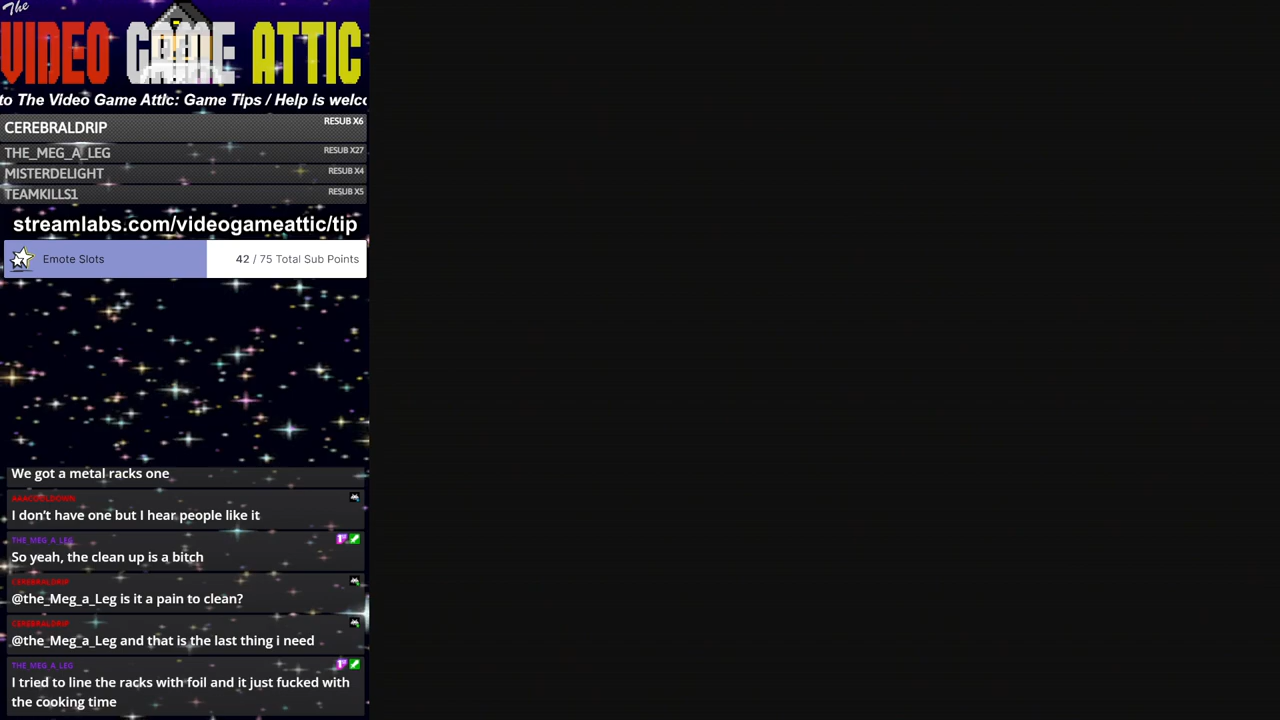 The
VIDEO GAME ATTIC
to The Video Game Attic: Game Tips / Help is welc
CEREBRALDRIP RESUB X6
THE_MEG_A_LEG RESUB X27
MISTERDELIGHT RESUB X4
TEAMKILLS1 RESUB X5
streamlabs.com/videogameattic/tip
Emote Slots 42 / 75 Total Sub Points
We got a metal racks one
I don't have one but I hear people like it
THE_MEG_A_LEG
So yeah, the clean up is a bitch
CEREBRALDRIP
@the_Meg_a_Leg is it a pain to clean?
CEREBRALDRIP
@the_Meg_a_Leg and that is the last thing i need
THE_MEG_A_LEG
I tried to line the racks with foil and it just fucked with
the cooking time